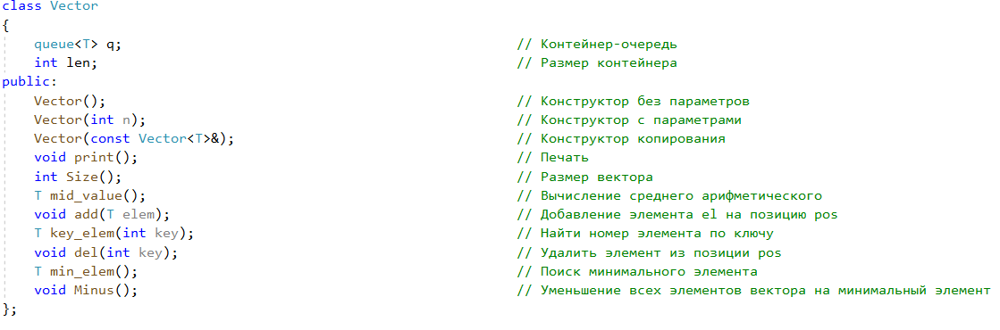 class Vector
{
    queue<T> q; // Контейнер-очередь
    int len; // Размер контейнера
public:
    Vector(); // Конструктор без параметров
    Vector(int n); // Конструктор с параметрами
    Vector(const Vector<T>&); // Конструктор копирования
    void print(); // Печать
    int Size(); // Размер вектора
    T mid_value(); // Вычисление среднего арифметического
    void add(T elem); // Добавление элемента el на позицию pos
    T key_elem(int key); // Найти номер элемента по ключу
    void del(int key); // Удалить элемент из позиции pos
    T min_elem(); // Поиск минимального элемента
    void Minus(); // Уменьшение всех элементов вектора на минимальный элемент
};